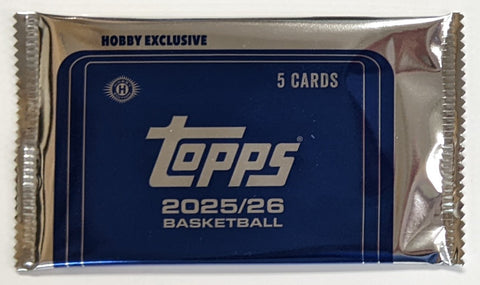 HOBBY EXCLUSIVE
H
5 CARDS
Topps®
2025/26
BASKETBALL